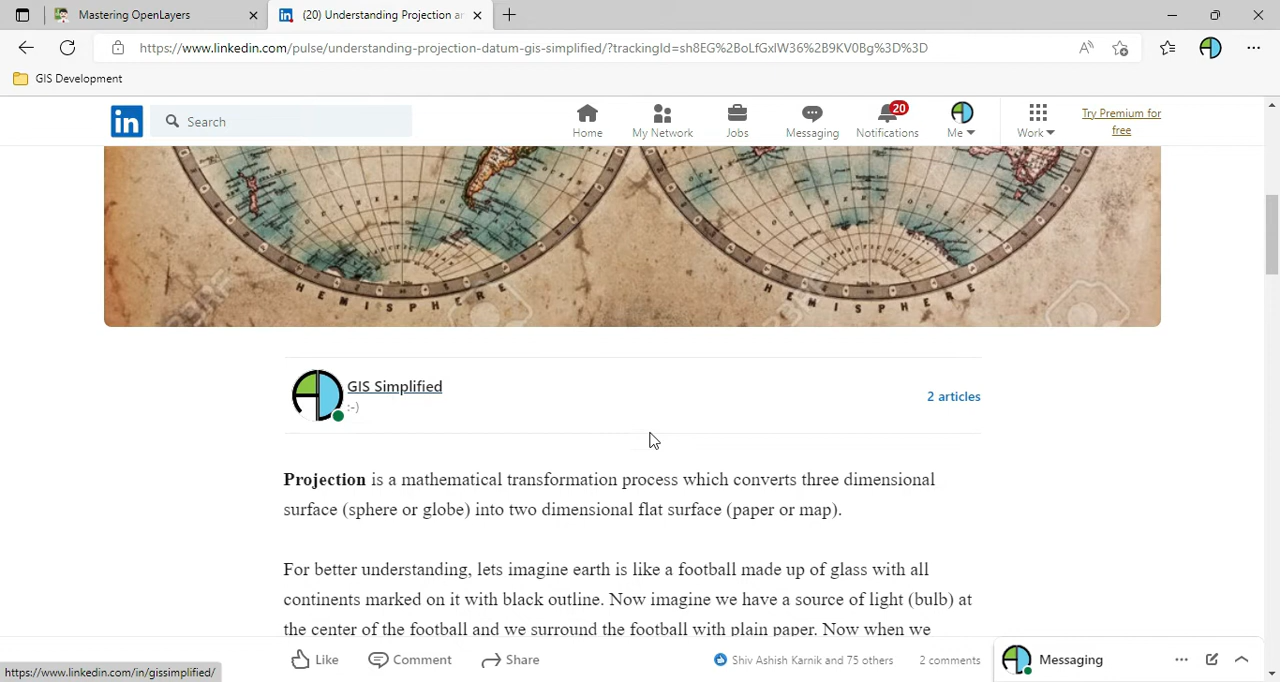 Mastering OpenLayers
(20) Understanding Projection ar
https://www.linkedin.com/pulse/understanding-projection-datum-gis-simplified/?trackingId=sh8EG%2BoLfGxlW36%2B9KV0Bg%3D%3D
GIS Development
in
Search
Home
My Network
Jobs
Messaging
20
Notifications
Me
Work
Try Premium for
free
HEMISPHERE
HEMISPHERE
GIS Simplified
:-)
2 articles
Projection is a mathematical transformation process which converts three dimensional
surface (sphere or globe) into two dimensional flat surface (paper or map).
For better understanding, lets imagine earth is like a football made up of glass with all
continents marked on it with black outline. Now imagine we have a source of light (bulb) at
the center of the football and we surround the football with plain paper. Now when we
Like
Comment
Share
Shiv Ashish Karnik and 75 others
2 comments
Messaging
https://www.linkedin.com/in/gissimplified/